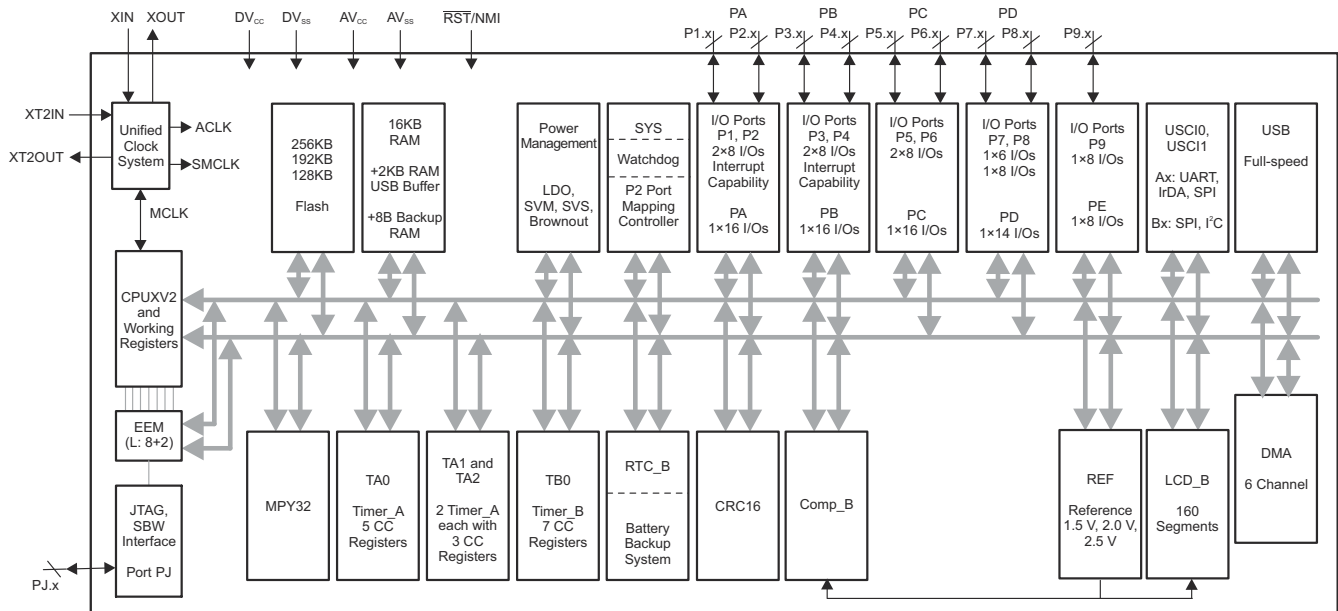 XIN XOUT DVCC DVSS AVCC AVSS RST/NMI
PA PB PC PD
P1.x P2.x P3.x P4.x P5.x P6.x P7.x P8.x P9.x
XT2IN
XT2OUT
Unified
Clock
System
ACLK
SMCLK
MCLK
256KB
192KB
128KB
Flash
16KB
RAM
+2KB RAM
USB Buffer
+8B Backup
RAM
Power
Management
LDO,
SVM, SVS,
Brownout
SYS
Watchdog
P2 Port
Mapping
Controller
I/O Ports
P1, P2
2×8 I/Os
Interrupt
Capability
PA
1×16 I/Os
I/O Ports
P3, P4
2×8 I/Os
Interrupt
Capability
PB
1×16 I/Os
I/O Ports
P5, P6
2×8 I/Os
PC
1×16 I/Os
I/O Ports
P7, P8
1×6 I/Os
1×8 I/Os
PD
1×14 I/Os
I/O Ports
P9
1×8 I/Os
PE
1×8 I/Os
USCI0,
USCI1
Ax: UART,
IrDA, SPI
Bx: SPI, I²C
USB
Full-speed
CPUXV2
and
Working
Registers
EEM
(L: 8+2)
JTAG,
SBW
Interface
Port PJ
PJ.x
MPY32
TA0
Timer_A
5 CC
Registers
TA1 and
TA2
2 Timer_A
each with
3 CC
Registers
TB0
Timer_B
7 CC
Registers
RTC_B
Battery
Backup
System
CRC16
Comp_B
REF
Reference
1.5 V, 2.0 V,
2.5 V
LCD_B
160
Segments
DMA
6 Channel